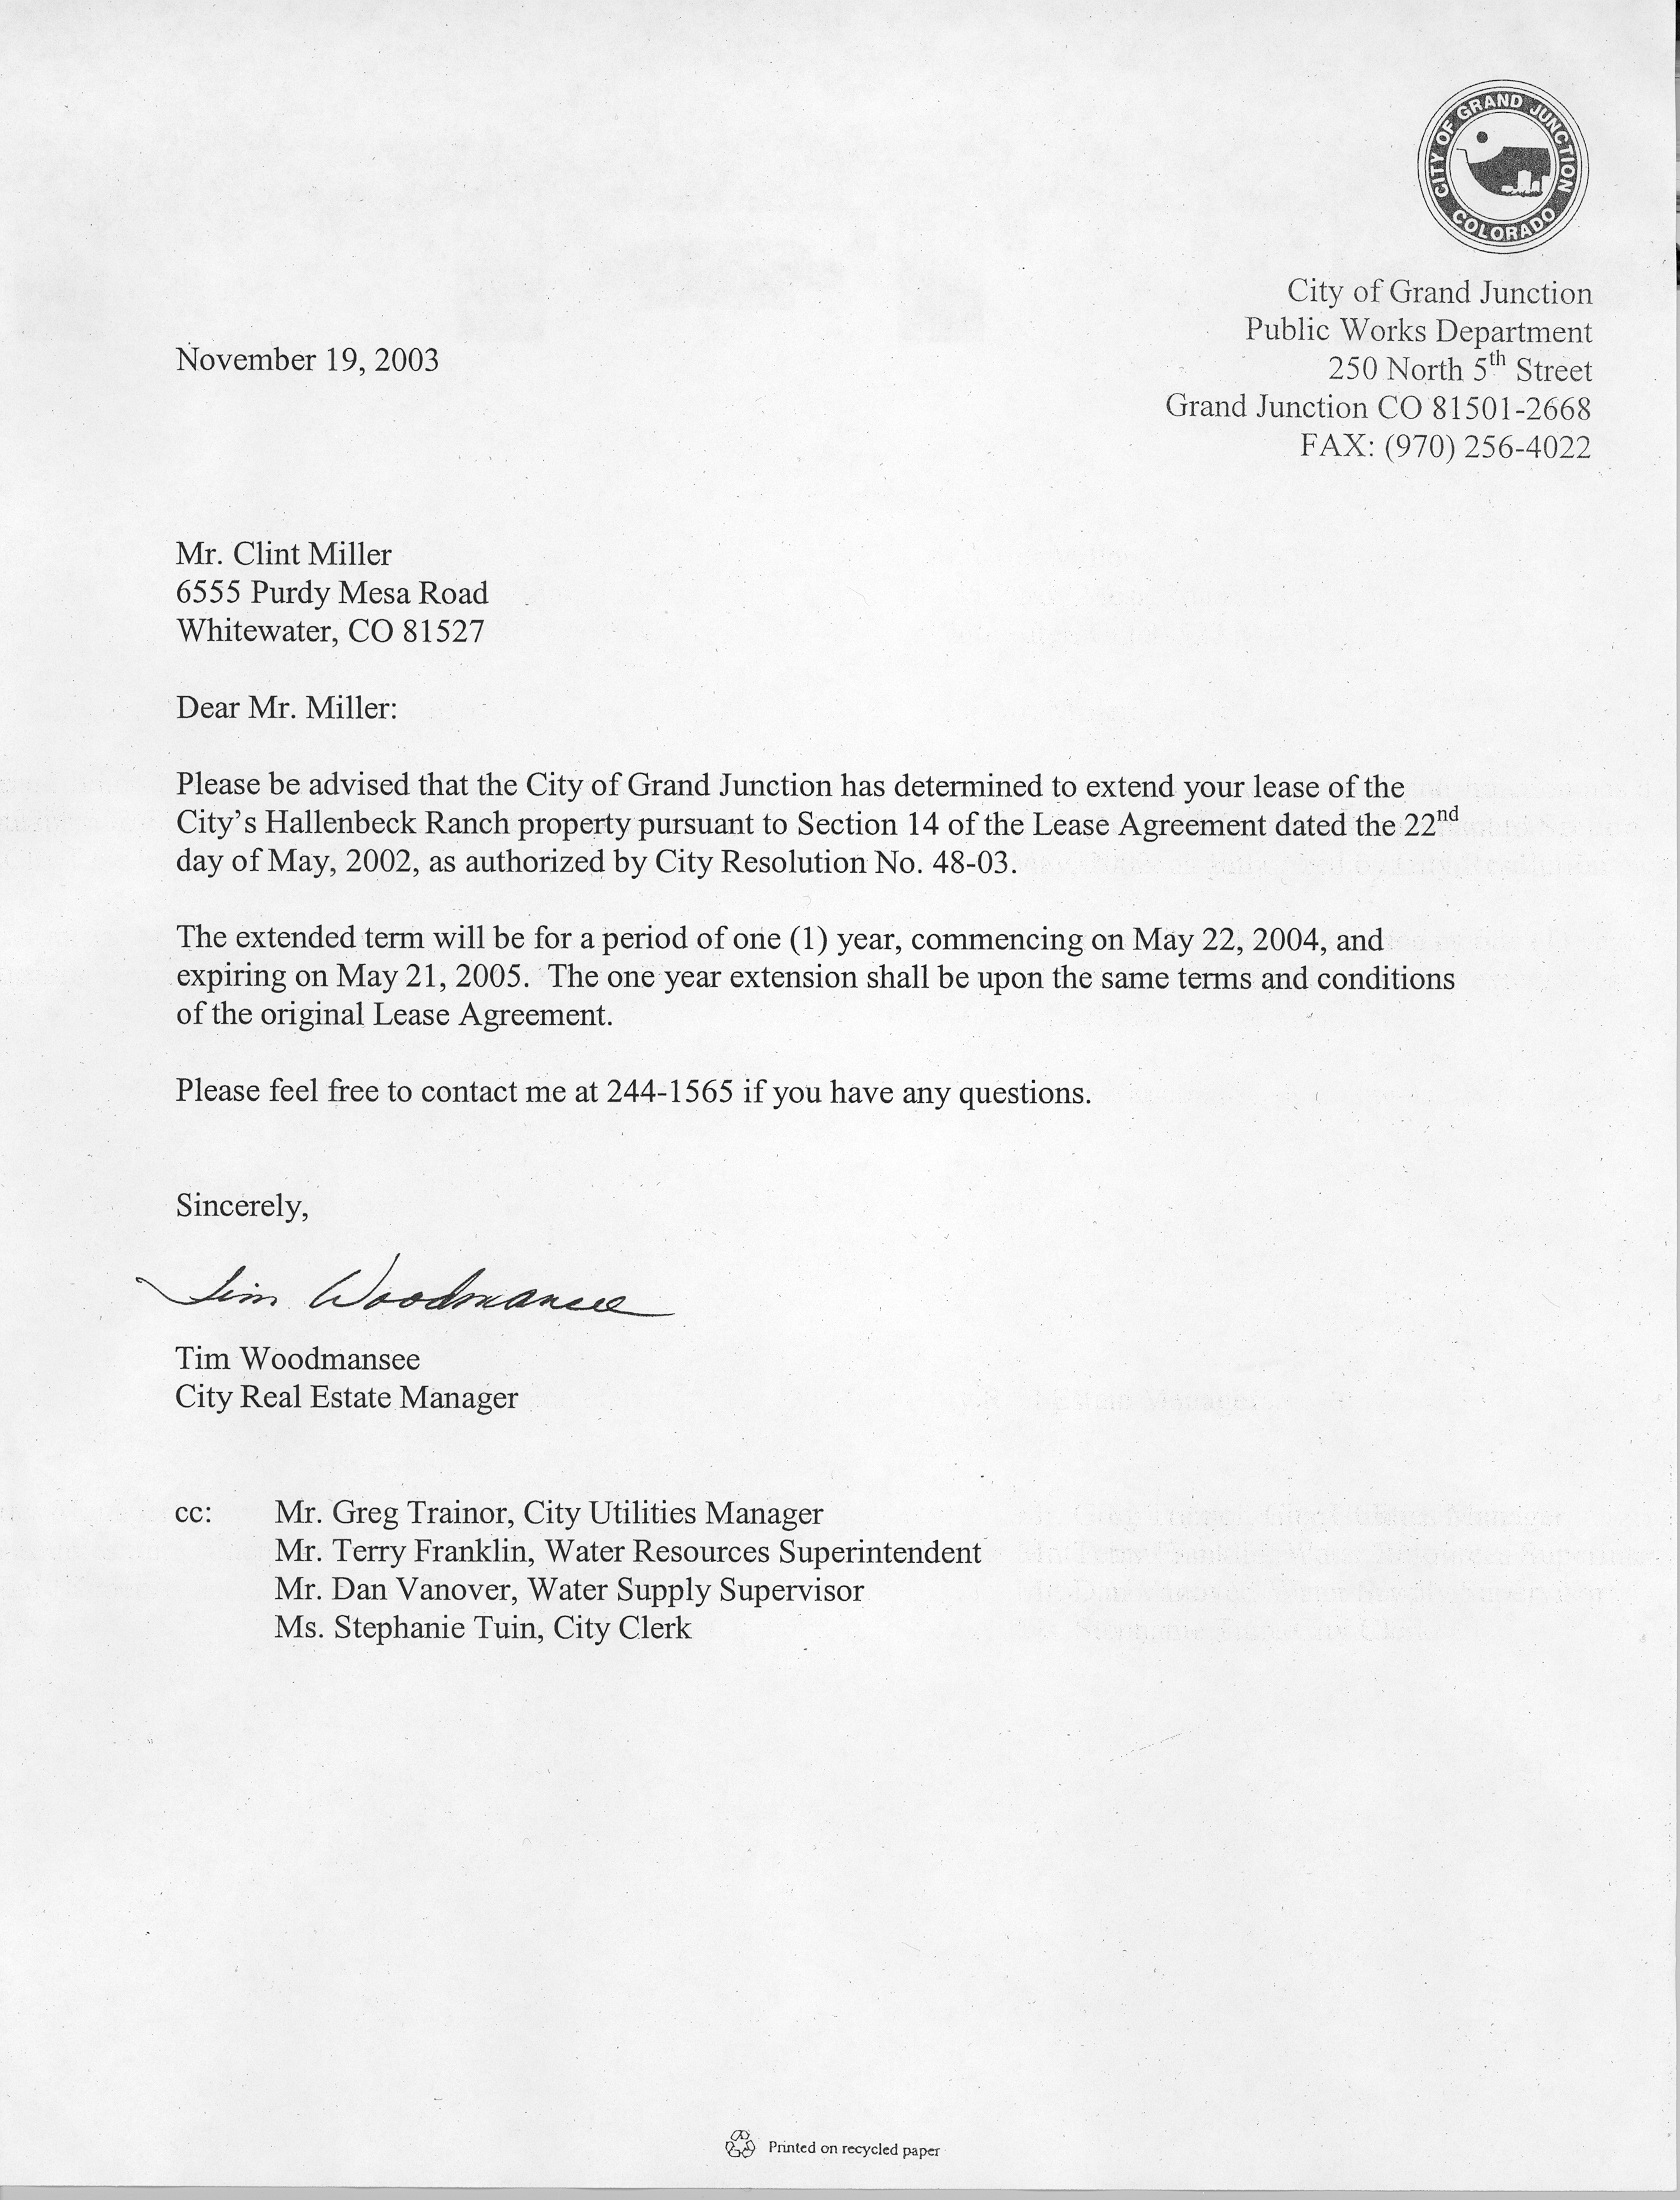 CITY OF GRAND JUNCTION
COLORADO
City of Grand Junction
Public Works Department
250 North 5th Street
Grand Junction CO 81501-2668
FAX: (970) 256-4022
November 19, 2003
Mr. Clint Miller
6555 Purdy Mesa Road
Whitewater, CO 81527
Dear Mr. Miller:
Please be advised that the City of Grand Junction has determined to extend your lease of the
City's Hallenbeck Ranch property pursuant to Section 14 of the Lease Agreement dated the 22nd
day of May, 2002, as authorized by City Resolution No. 48-03.
The extended term will be for a period of one (1) year, commencing on May 22, 2004, and
expiring on May 21, 2005. The one year extension shall be upon the same terms and conditions
of the original Lease Agreement.
Please feel free to contact me at 244-1565 if you have any questions.
Sincerely,
Tim Woodmansee
Tim Woodmansee
City Real Estate Manager
cc: Mr. Greg Trainor, City Utilities Manager
Mr. Terry Franklin, Water Resources Superintendent
Mr. Dan Vanover, Water Supply Supervisor
Ms. Stephanie Tuin, City Clerk
Printed on recycled paper